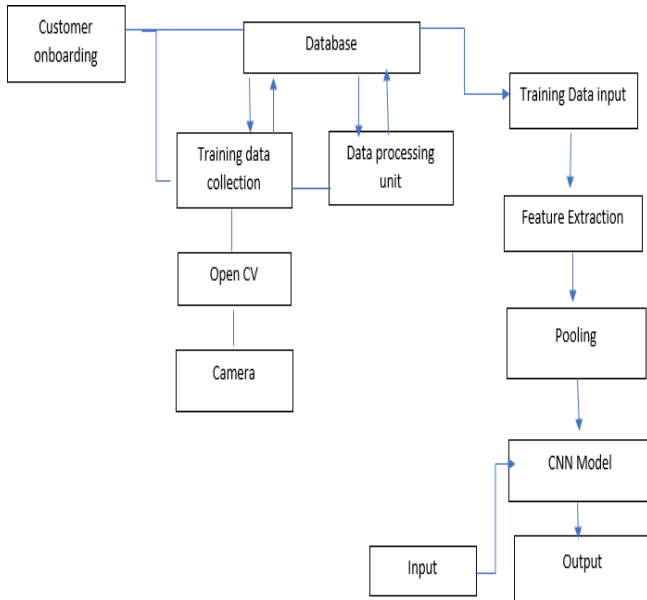 Customer
onboarding
Database
Training Data input
Training data
collection
Data processing
unit
Feature Extraction
Open CV
Pooling
Camera
CNN Model
Input
Output